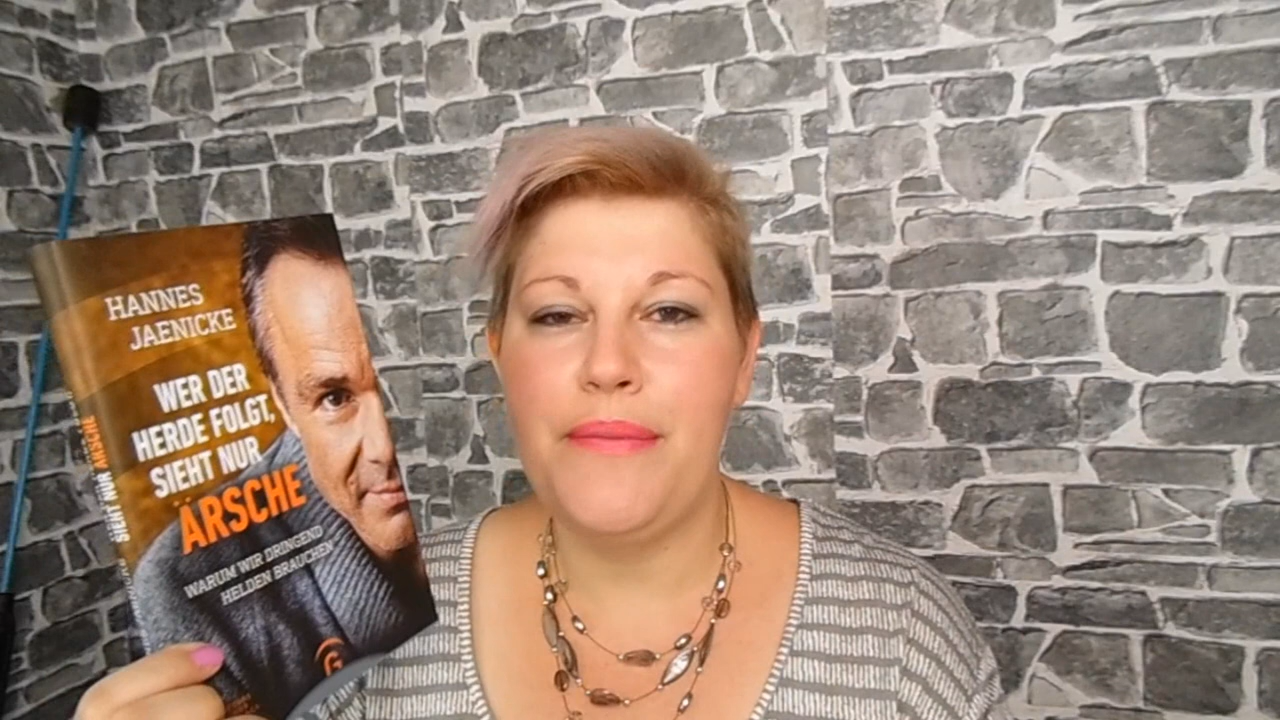 HANNES
JAENICKE
WER DER
HERDE FOLGT,
SIEHT NUR
ÄRSCHE
WARUM WIR DRINGEND
HELDEN BRAUCHEN
G
SIEHT NUR ÄRSCHE